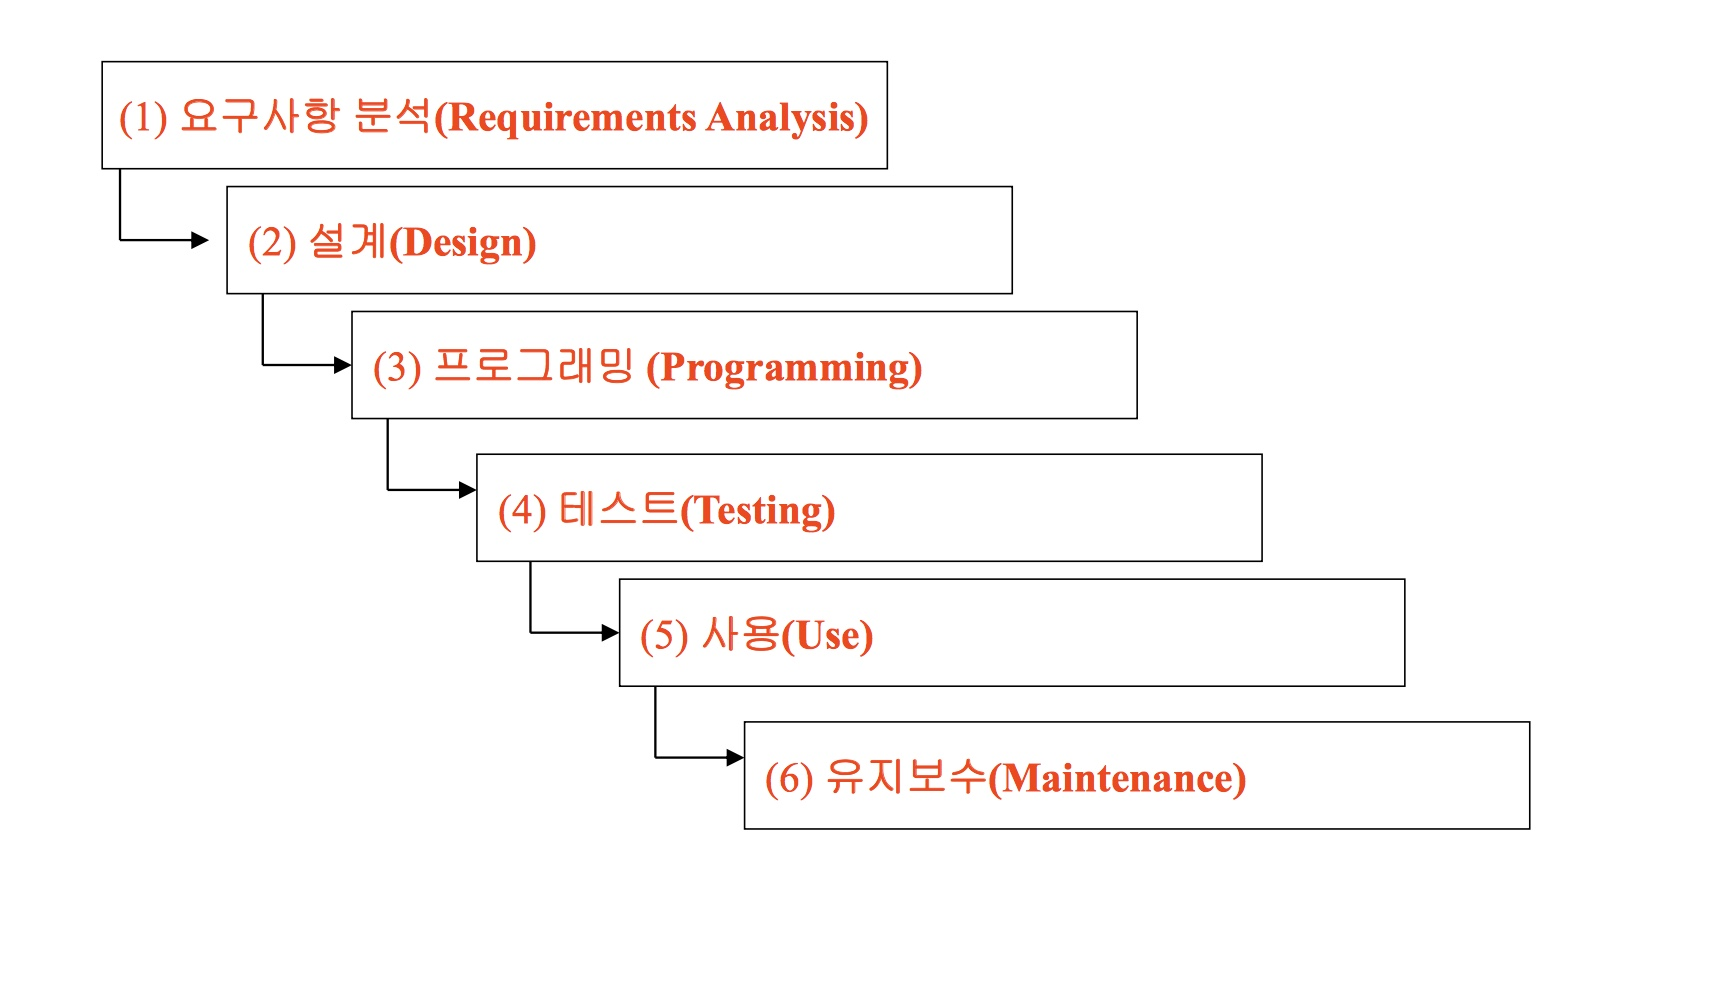 (1) 요구사항 분석(Requirements Analysis)
(2) 설계(Design)
(3) 프로그래밍 (Programming)
(4) 테스트(Testing)
(5) 사용(Use)
(6) 유지보수(Maintenance)